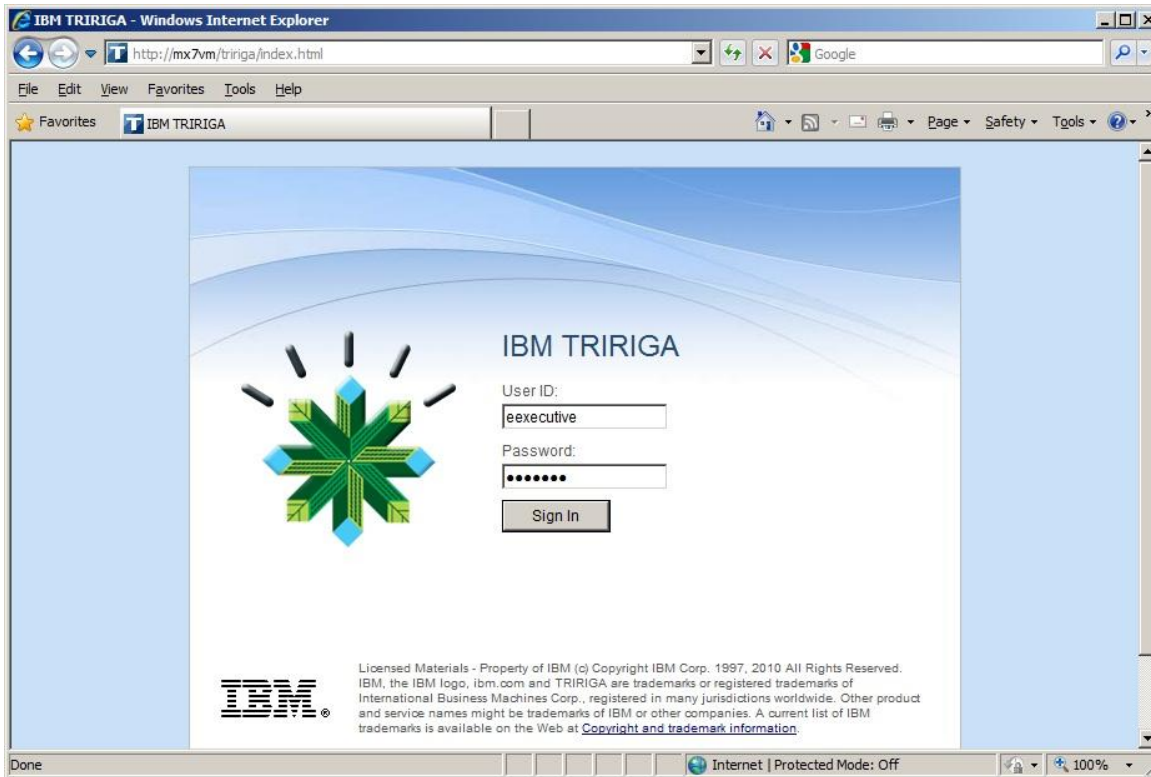 IBM TRIRIGA - Windows Internet Explorer
http://mx7vm/tririga/index.html
Google
File Edit View Favorites Tools Help
Favorites IBM TRIRIGA Page Safety Tools
IBM TRIRIGA
User ID:
eexecutive
Password:
•••••••
Sign In
IBM®
Licensed Materials - Property of IBM (c) Copyright IBM Corp. 1997, 2010 All Rights Reserved.
IBM, the IBM logo, ibm.com and TRIRIGA are trademarks or registered trademarks of
International Business Machines Corp., registered in many jurisdictions worldwide. Other product
and service names might be trademarks of IBM or other companies. A current list of IBM
trademarks is available on the Web at Copyright and trademark information.
Done Internet | Protected Mode: Off 100%